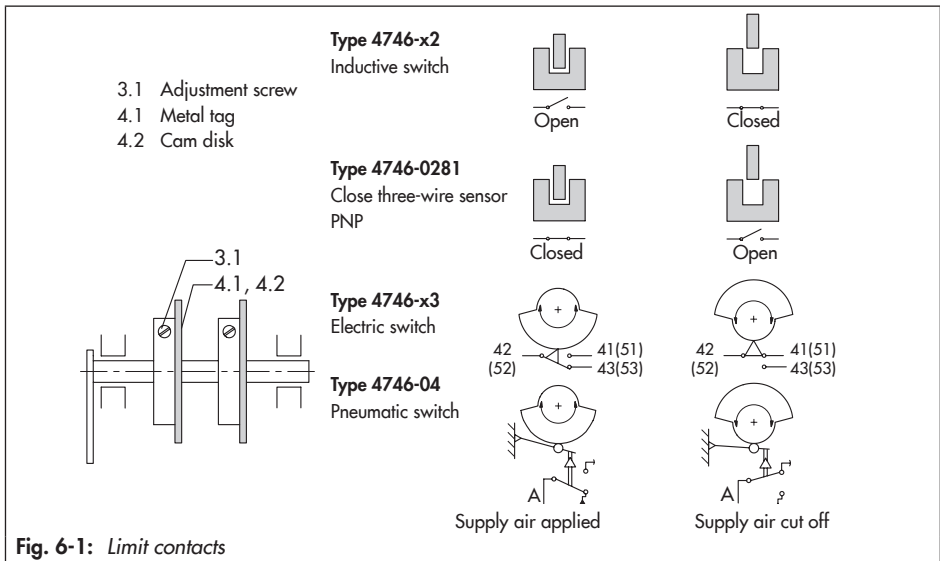 3.1 Adjustment screw
4.1 Metal tag
4.2 Cam disk
3.1
4.1, 4.2
Type 4746-x2
Inductive switch
Open
Closed
Type 4746-0281
Close three-wire sensor
PNP
Closed
Open
Type 4746-x3
Electric switch
42
(52)
41(51)
43(53)
42
(52)
41(51)
43(53)
Type 4746-04
Pneumatic switch
A
Supply air applied
A
Supply air cut off
Fig. 6-1: Limit contacts